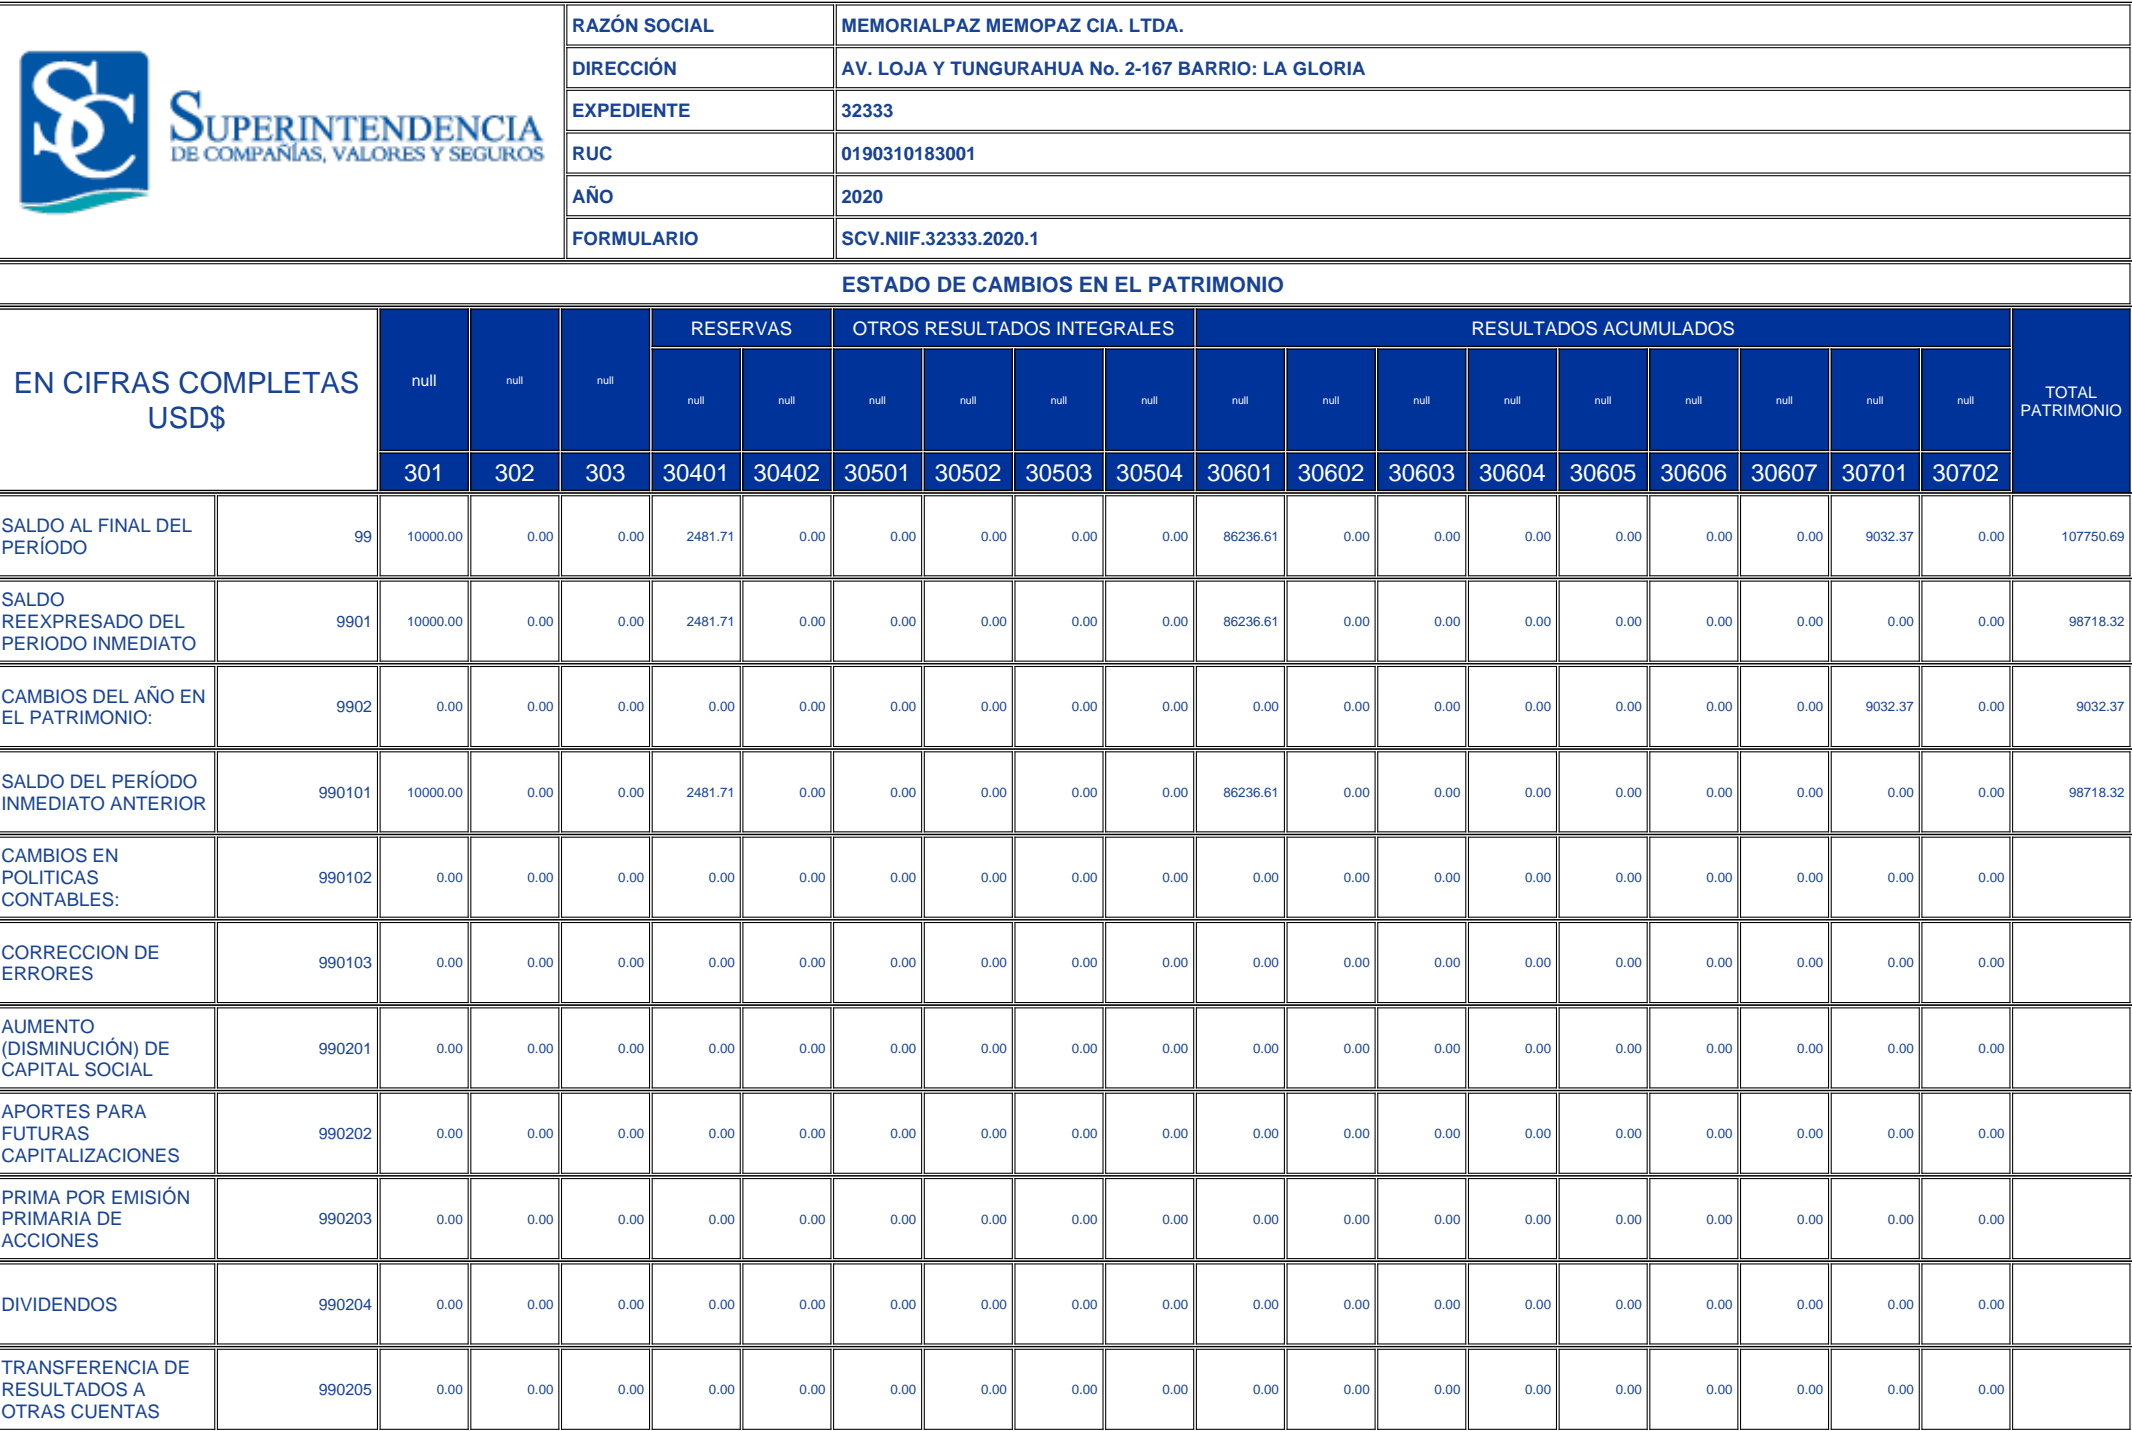 SUPERINTENDENCIA
DE COMPAÑÍAS, VALORES Y SEGUROS
RAZÓN SOCIAL MEMORIALPAZ MEMOPAZ CIA. LTDA.
DIRECCIÓN AV. LOJA Y TUNGURAHUA No. 2-167 BARRIO: LA GLORIA
EXPEDIENTE 32333
RUC 0190310183001
AÑO 2020
FORMULARIO SCV.NIIF.32333.2020.1
ESTADO DE CAMBIOS EN EL PATRIMONIO
EN CIFRAS COMPLETAS
USD$
RESERVAS OTROS RESULTADOS INTEGRALES RESULTADOS ACUMULADOS
null null null null null null null null null null null null null null null null null null
TOTAL
PATRIMONIO
301 302 303 30401 30402 30501 30502 30503 30504 30601 30602 30603 30604 30605 30606 30607 30701 30702
SALDO AL FINAL DEL
PERÍODO
99 10000.00 0.00 0.00 2481.71 0.00 0.00 0.00 0.00 0.00 86236.61 0.00 0.00 0.00 0.00 0.00 0.00 9032.37 0.00 107750.69
SALDO
REEXPRESADO DEL
PERIODO INMEDIATO
9901 10000.00 0.00 0.00 2481.71 0.00 0.00 0.00 0.00 0.00 86236.61 0.00 0.00 0.00 0.00 0.00 0.00 0.00 0.00 98718.32
CAMBIOS DEL AÑO EN
EL PATRIMONIO:
9902 0.00 0.00 0.00 0.00 0.00 0.00 0.00 0.00 0.00 0.00 0.00 0.00 0.00 0.00 0.00 0.00 9032.37 0.00 9032.37
SALDO DEL PERÍODO
INMEDIATO ANTERIOR
990101 10000.00 0.00 0.00 2481.71 0.00 0.00 0.00 0.00 0.00 86236.61 0.00 0.00 0.00 0.00 0.00 0.00 0.00 0.00 98718.32
CAMBIOS EN
POLITICAS
CONTABLES:
990102 0.00 0.00 0.00 0.00 0.00 0.00 0.00 0.00 0.00 0.00 0.00 0.00 0.00 0.00 0.00 0.00 0.00 0.00
CORRECCION DE
ERRORES
990103 0.00 0.00 0.00 0.00 0.00 0.00 0.00 0.00 0.00 0.00 0.00 0.00 0.00 0.00 0.00 0.00 0.00 0.00
AUMENTO
(DISMINUCIÓN) DE
CAPITAL SOCIAL
990201 0.00 0.00 0.00 0.00 0.00 0.00 0.00 0.00 0.00 0.00 0.00 0.00 0.00 0.00 0.00 0.00 0.00 0.00
APORTES PARA
FUTURAS
CAPITALIZACIONES
990202 0.00 0.00 0.00 0.00 0.00 0.00 0.00 0.00 0.00 0.00 0.00 0.00 0.00 0.00 0.00 0.00 0.00 0.00
PRIMA POR EMISIÓN
PRIMARIA DE
ACCIONES
990203 0.00 0.00 0.00 0.00 0.00 0.00 0.00 0.00 0.00 0.00 0.00 0.00 0.00 0.00 0.00 0.00 0.00 0.00
DIVIDENDOS 990204 0.00 0.00 0.00 0.00 0.00 0.00 0.00 0.00 0.00 0.00 0.00 0.00 0.00 0.00 0.00 0.00 0.00 0.00
TRANSFERENCIA DE
RESULTADOS A
OTRAS CUENTAS
990205 0.00 0.00 0.00 0.00 0.00 0.00 0.00 0.00 0.00 0.00 0.00 0.00 0.00 0.00 0.00 0.00 0.00 0.00